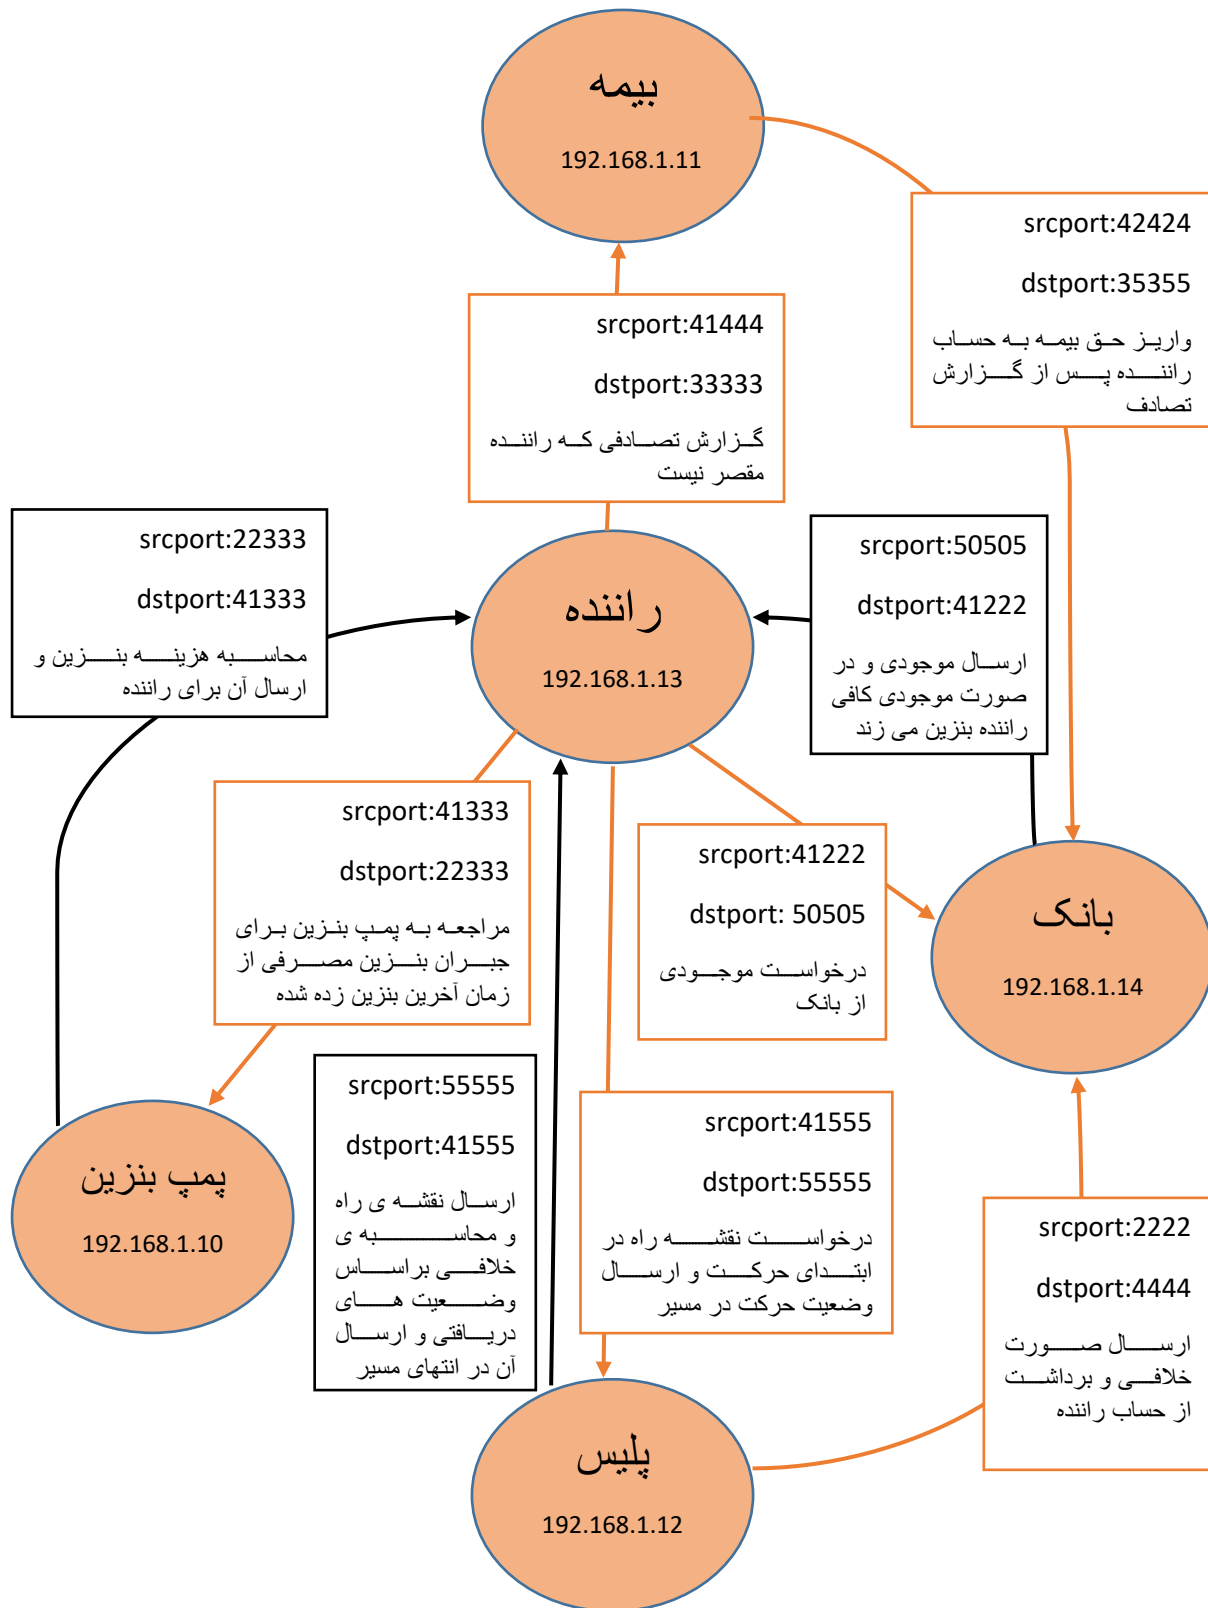 بیمه
192.168.1.11
srcport:42424
dstport:35355
واریز حق بیمه به حساب
راننده پس از گزارش
تصادف
srcport:41444
dstport:33333
گزارش تصادفی که راننده
مقصر نیست
srcport:22333
dstport:41333
محاسبه هزینه بنزین و
ارسال آن برای راننده
راننده
192.168.1.13
srcport:50505
dstport:41222
ارسال موجودی و در
صورت موجودی کافی
راننده بنزین می زند
srcport:41333
dstport:22333
مراجعه به پمپ بنزین برای
جبران بنزین مصرفی از
زمان آخرین بنزین زده شده
srcport:41222
dstport: 50505
درخواست موجودی
از بانک
بانک
192.168.1.14
پمپ بنزین
192.168.1.10
srcport:55555
dstport:41555
ارسال نقشه ی راه
و محاسبه ی
خلافی براساس
وضعیت های
دریافتی و ارسال
آن در انتهای مسیر
srcport:41555
dstport:55555
درخواست نقشه راه در
ابتدای حرکت و ارسال
وضعیت حرکت در مسیر
srcport:2222
dstport:4444
ارسال صورت
خلافی و برداشت
از حساب راننده
پلیس
192.168.1.12